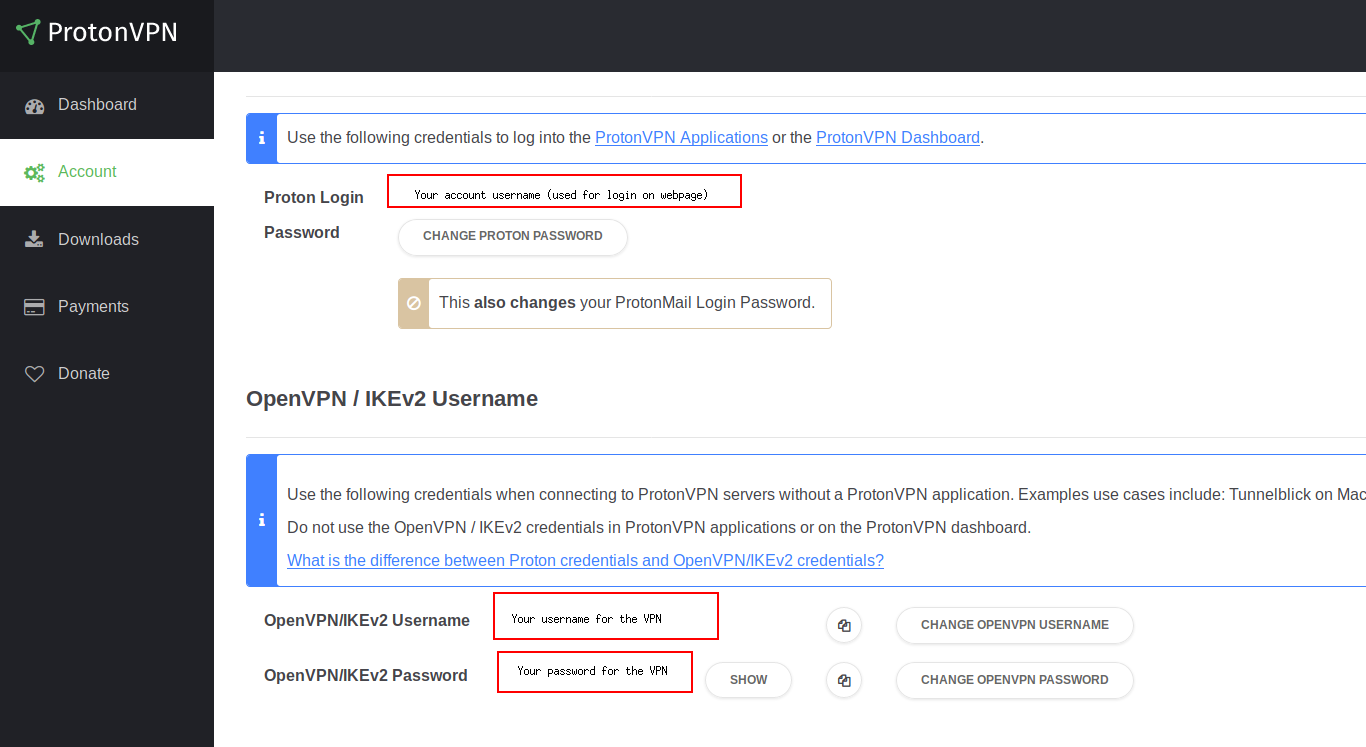 ProtonVPN
Dashboard
Account
Downloads
Payments
Donate
Use the following credentials to log into the ProtonVPN Applications or the ProtonVPN Dashboard.
Proton Login
Your account username (used for login on webpage)
Password
CHANGE PROTON PASSWORD
This also changes your ProtonMail Login Password.
OpenVPN / IKEv2 Username
Use the following credentials when connecting to ProtonVPN servers without a ProtonVPN application. Examples use cases include: Tunnelblick on Mac
Do not use the OpenVPN / IKEv2 credentials in ProtonVPN applications or on the ProtonVPN dashboard.
What is the difference between Proton credentials and OpenVPN/IKEv2 credentials?
OpenVPN/IKEv2 Username
Your username for the VPN
CHANGE OPENVPN USERNAME
OpenVPN/IKEv2 Password
Your password for the VPN
SHOW
CHANGE OPENVPN PASSWORD